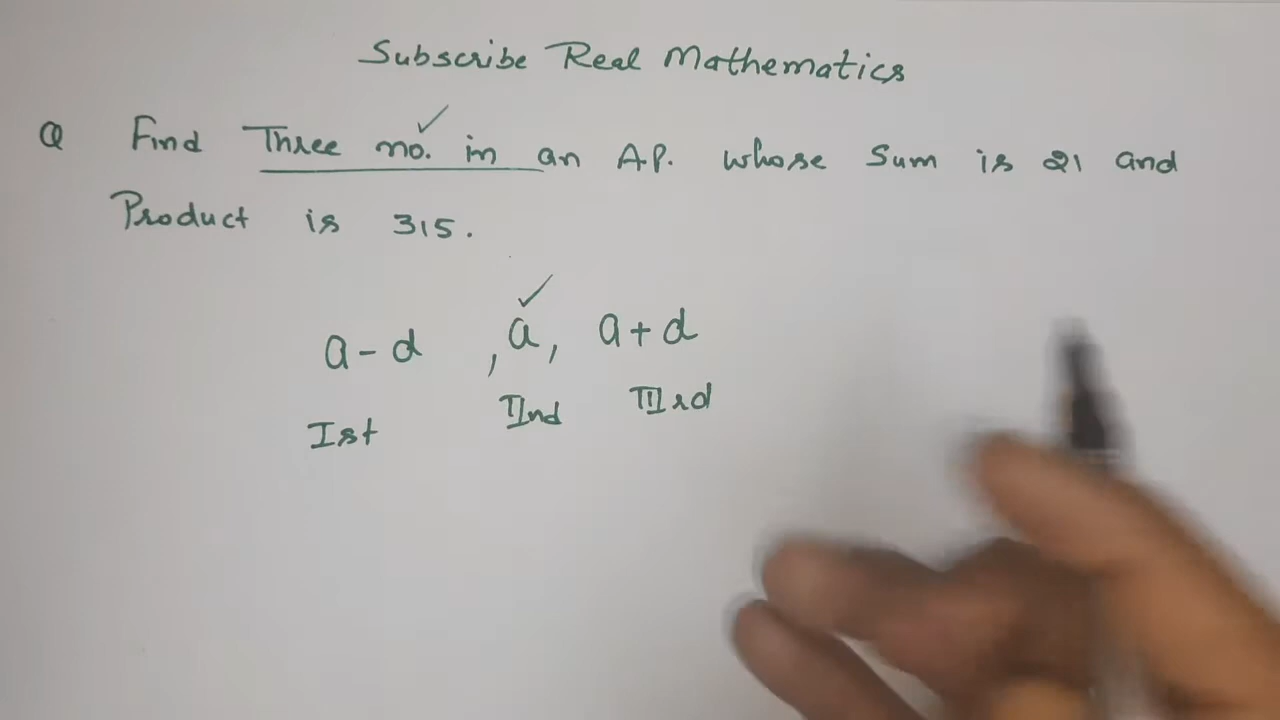 Subscribe Real Mathematics
Q Find Three no. in an A.P. whose Sum is 21 and
Product is 315.
a - d , a, a + d
Ist IInd IIIrd